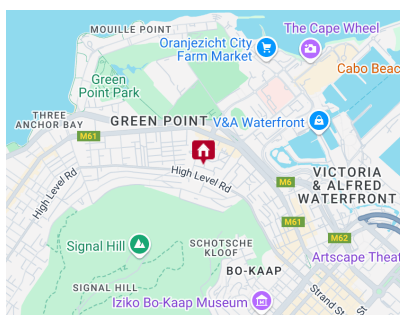 MOUILLE POINT
The Cape Wheel
Oranjezicht City
Farm Market
Cabo Beac
Green
Point Park
THREE
ANCHOR BAY
GREEN POINT
V&A Waterfront
M61
High Level Rd
High Level Rd
M6
VICTORIA
& ALFRED
WATERFRONT
M61
M62
Signal Hill
SCHOTSCHE
KLOOF
Artscape Theat
BO-KAAP
SIGNAL HILL
Iziko Bo-Kaap Museum
Strand St